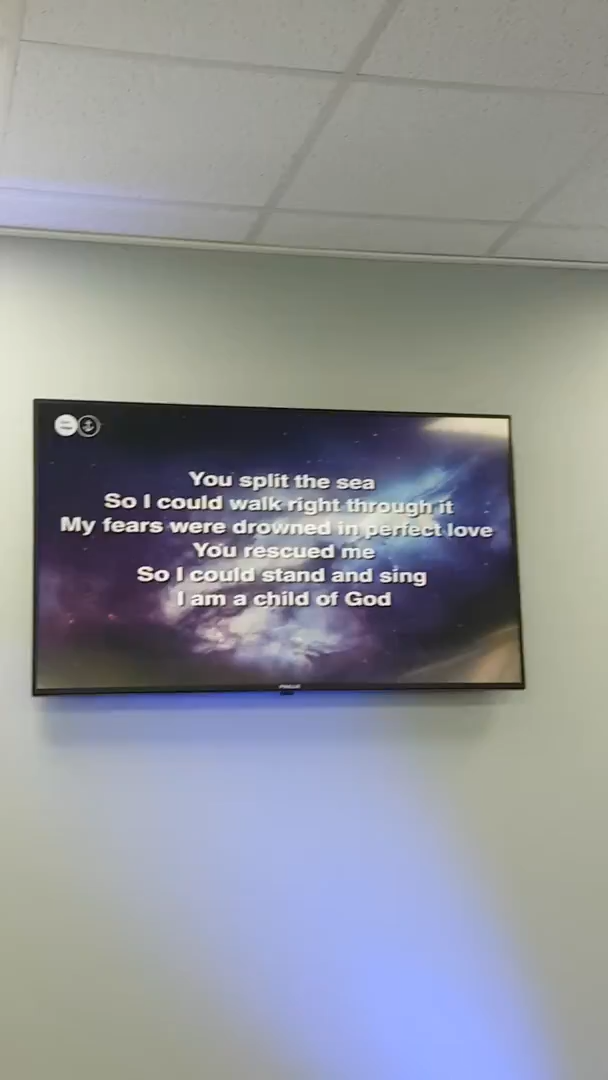 You split the sea
So I could walk right through it
My fears were drowned in perfect love
You rescued me
So I could stand and sing
I am a child of God